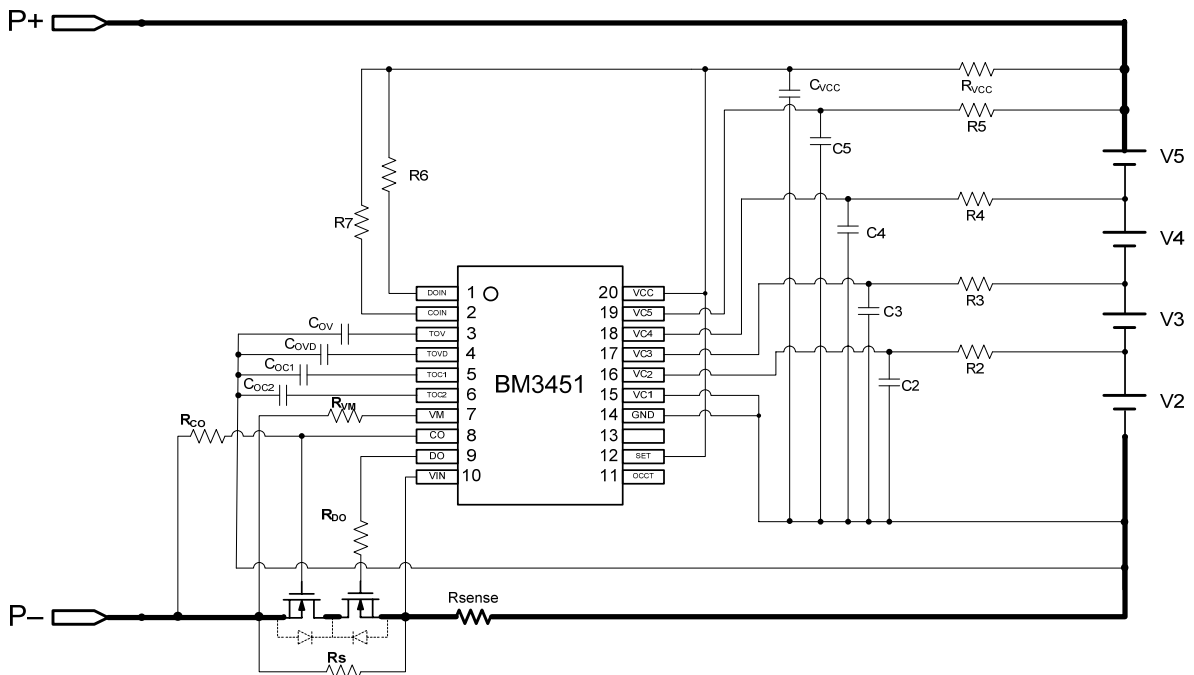 P+
CVCC
RVCC
R5
C5
V5
R6
R7
R4
C4
V4
R3
C3
V3
R2
C2
V2
BM3451
DOIN 1
COIN 2
TOV 3
TOVD 4
TOC1 5
TOC2 6
VM 7
CO 8
DO 9
VIN 10
20 VCC
19 VC5
18 VC4
17 VC3
16 VC2
15 VC1
14 GND
13
12 SET
11 OCCT
COV
COVD
COC1
COC2
RVM
RCO
RDO
Rsense
P–
Rs